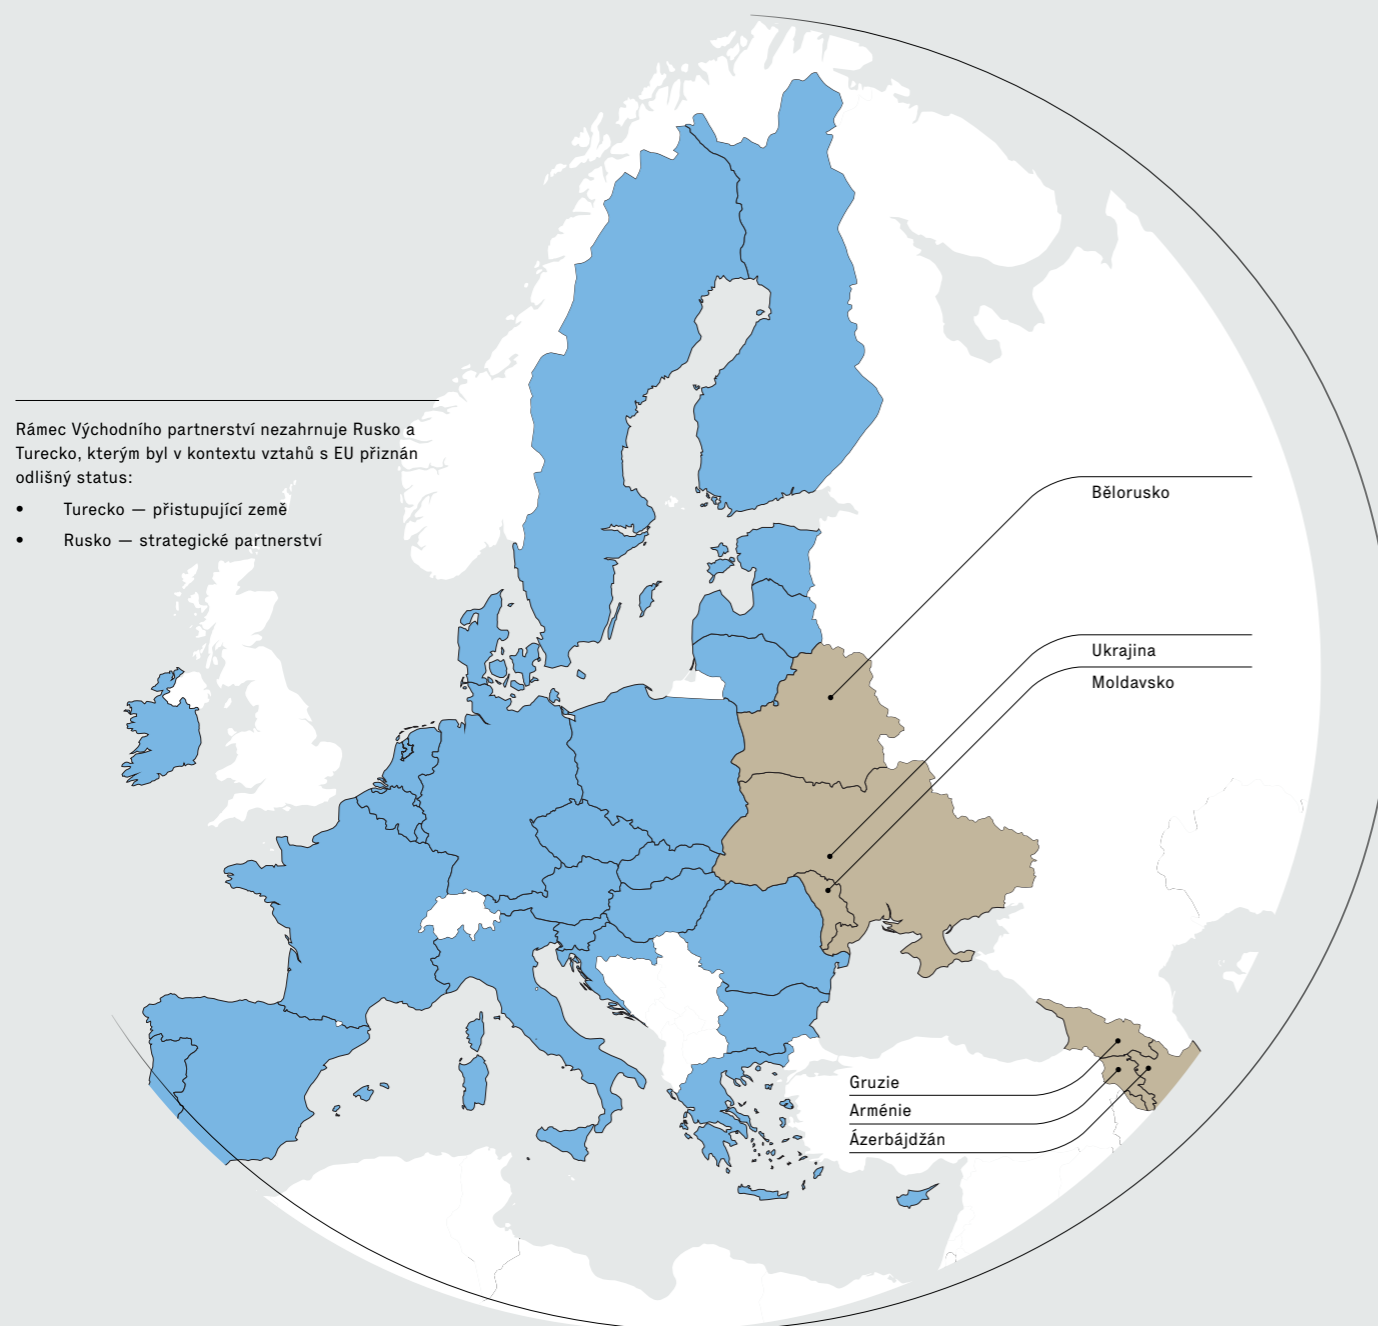 Rámec Východního partnerství nezahrnuje Rusko a
Turecko, kterým byl v kontextu vztahů s EU přiznán
odlišný status:
• Turecko — přistupující země
• Rusko — strategické partnerství
Bělorusko
Ukrajina
Moldavsko
Gruzie
Arménie
Ázerbájdžán